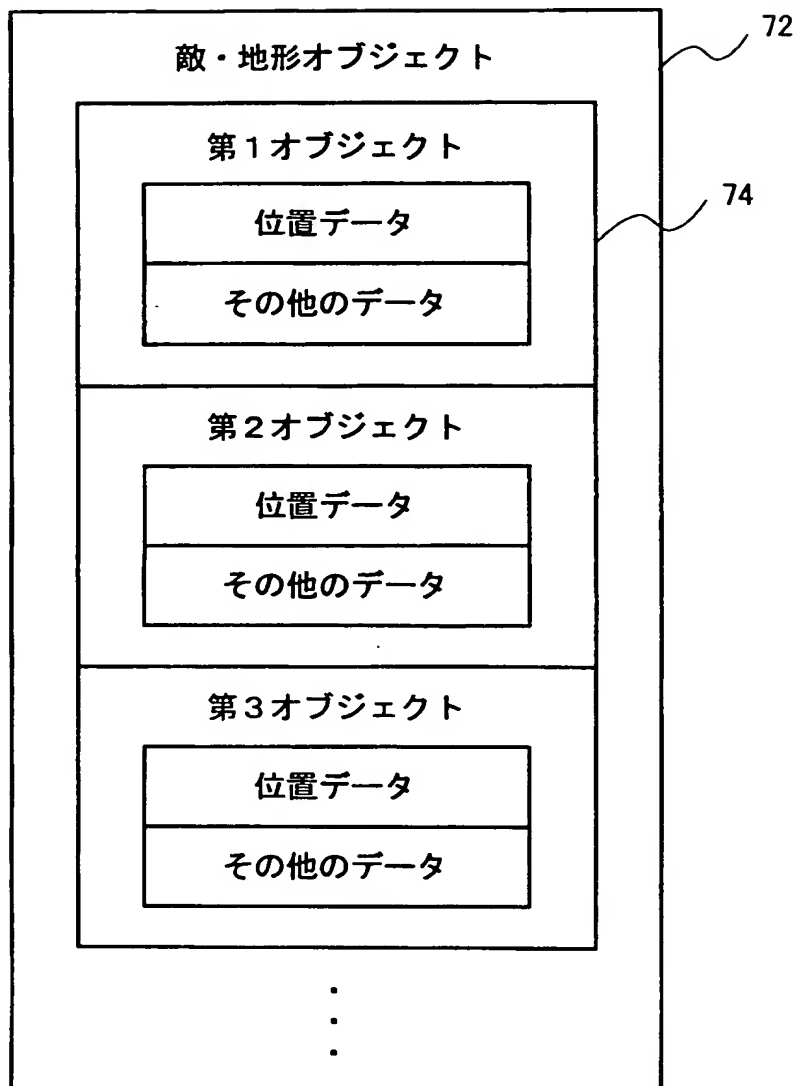 72
敵・地形オブジェクト
第1オブジェクト
74
位置データ
その他のデータ
第2オブジェクト
位置データ
その他のデータ
第3オブジェクト
位置データ
その他のデータ
・
・
・